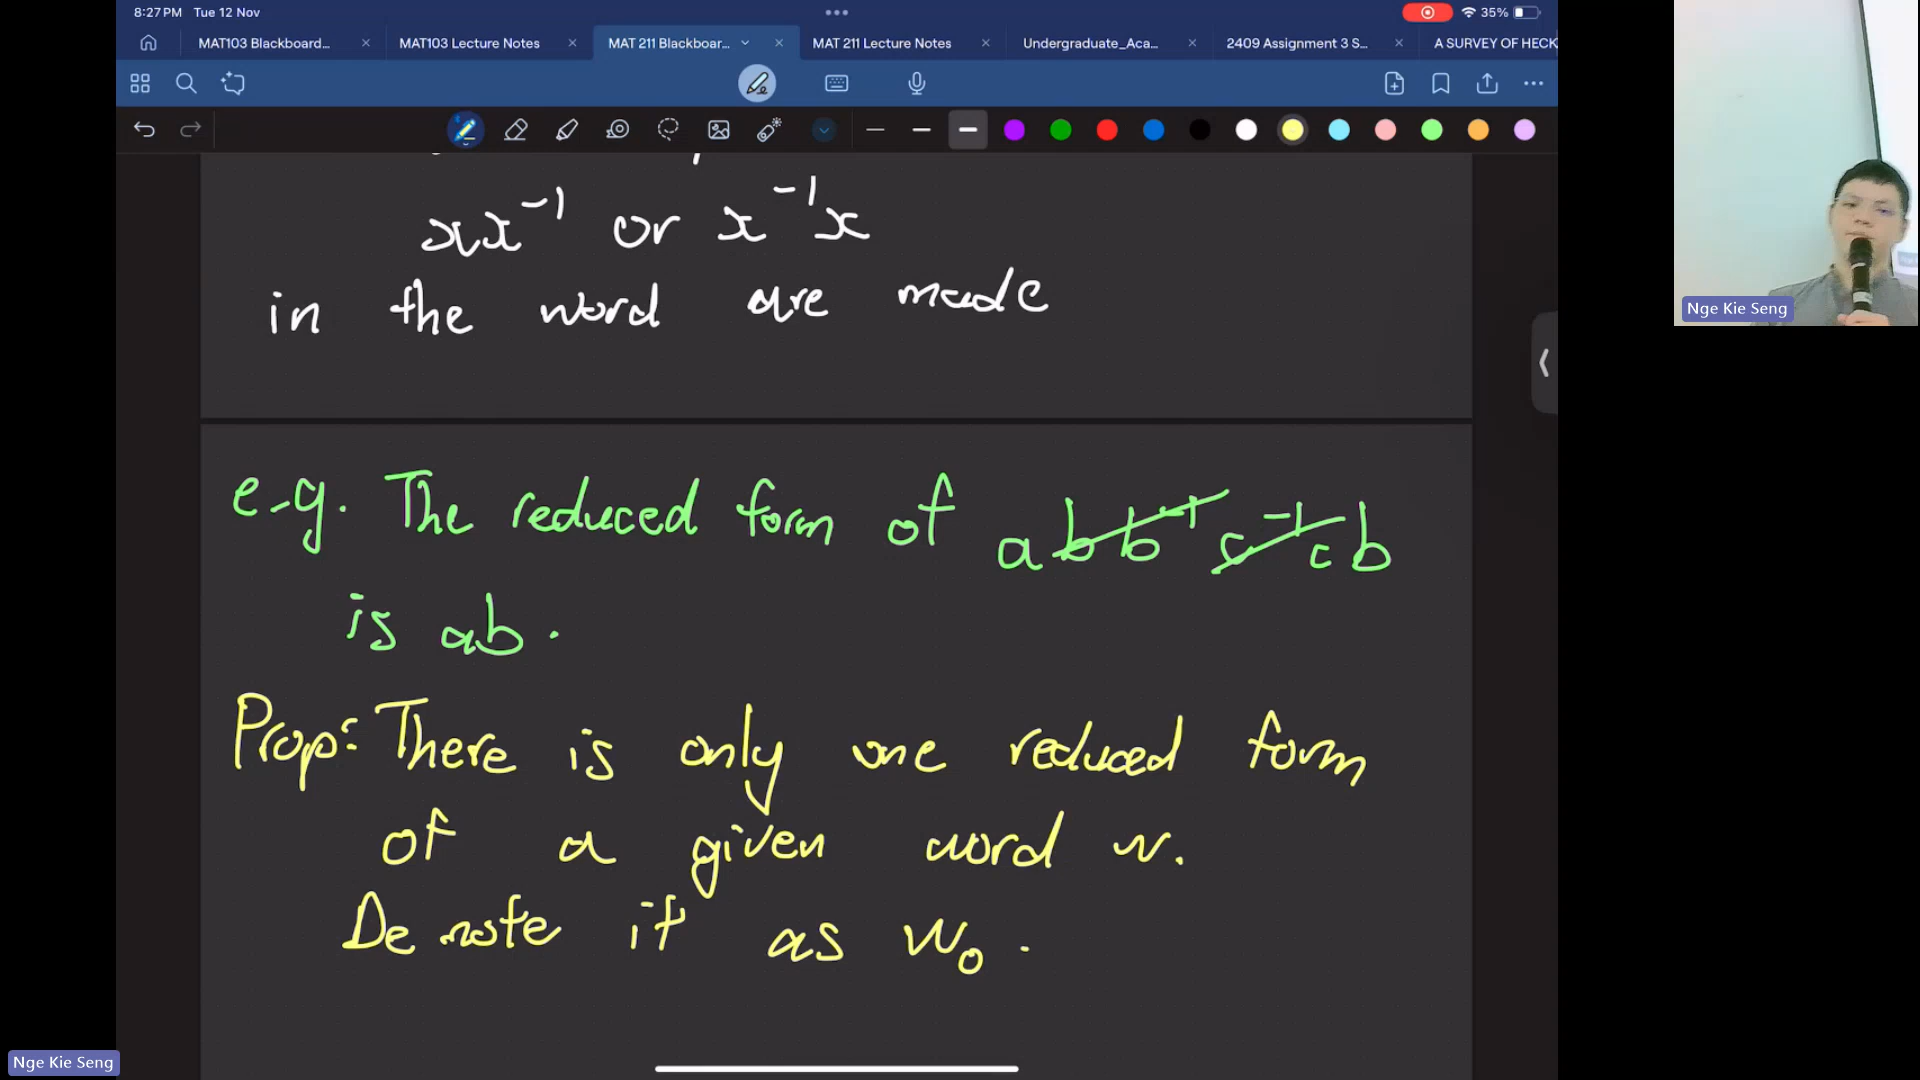 8:27 PM Tue 12 Nov
35%
MAT103 Blackboard...
MAT103 Lecture Notes
MAT 211 Blackboar...
MAT 211 Lecture Notes
Undergraduate_Aca...
2409 Assignment 3 S...
A SURVEY OF HECK
xx⁻¹ or x⁻¹x
in the word are made
e.g. The reduced form of abb⁻¹c⁻¹cb
is ab.
Prop: There is only one reduced form
of a given word w.
Denote it as w₀.
Nge Kie Seng
Nge Kie Seng